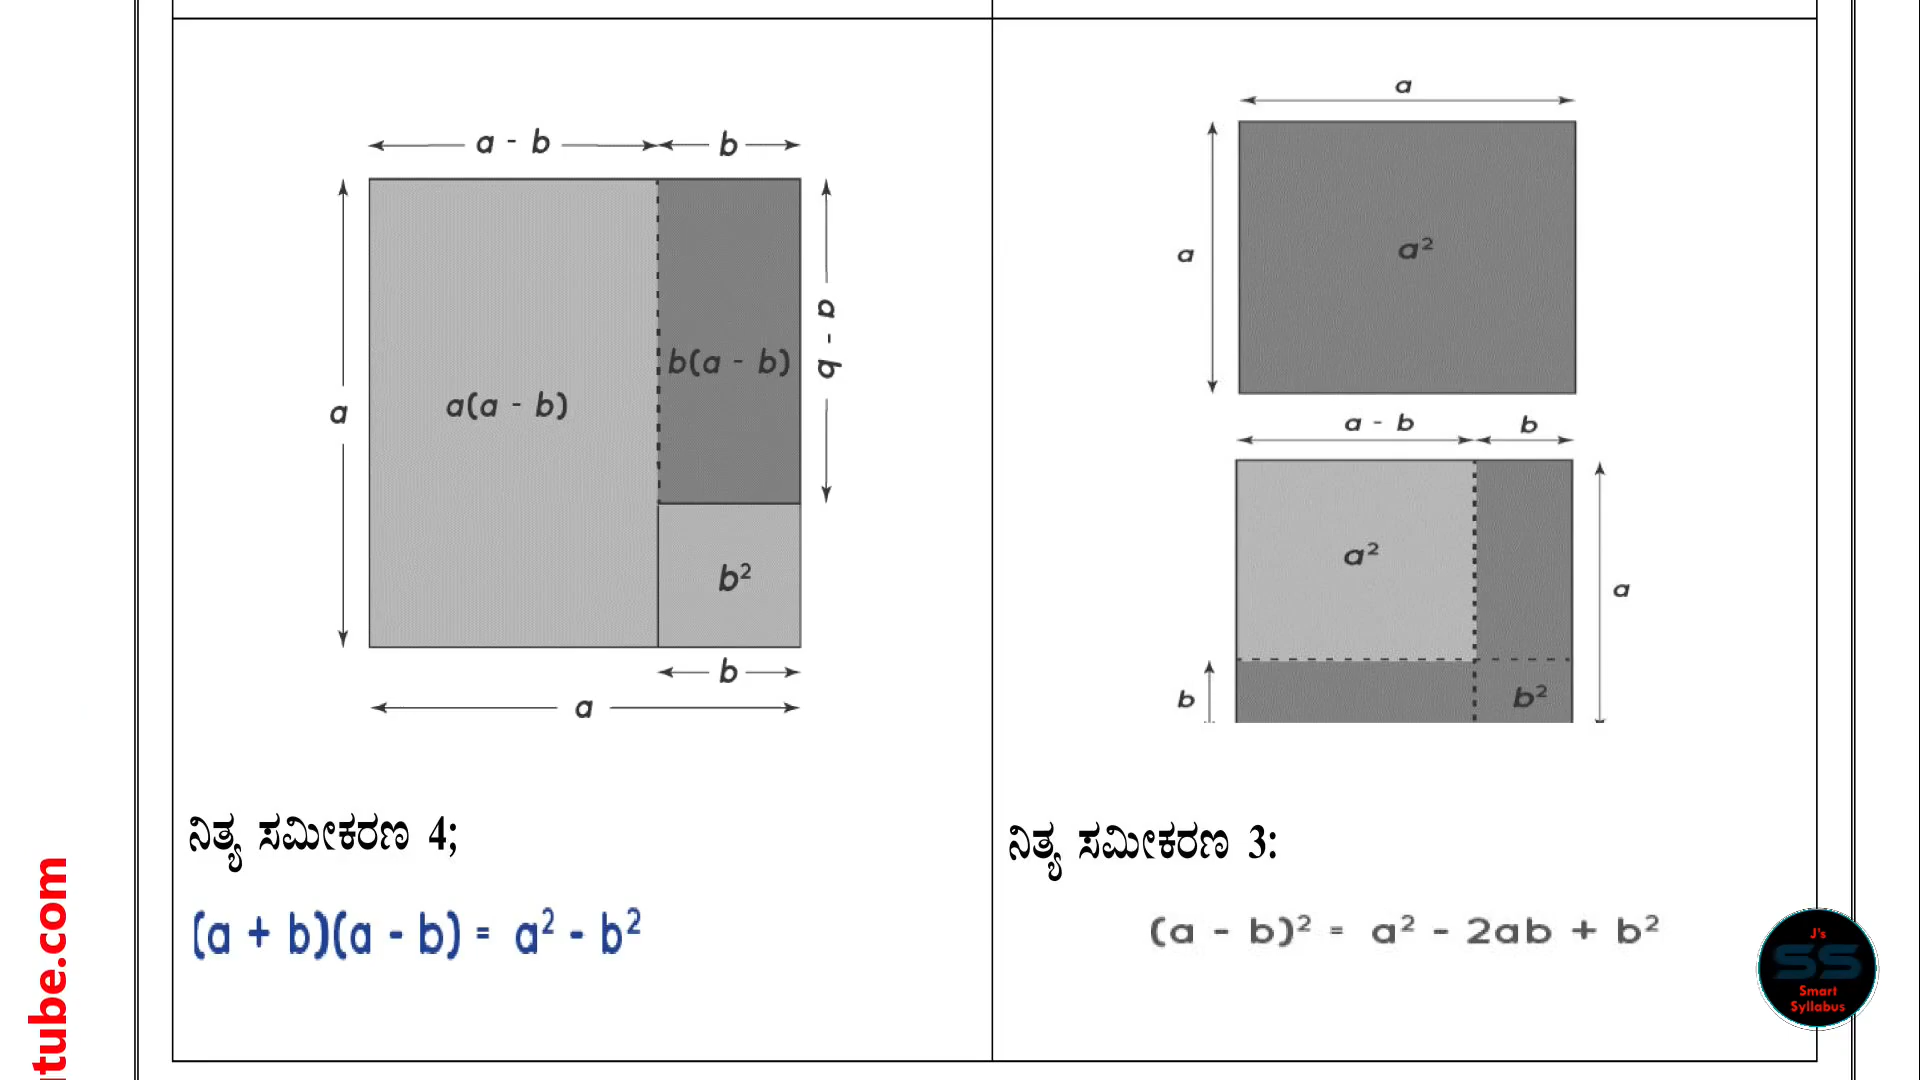 a - b b
a
a - b
a(a - b)
b(a - b)
b²
b
a
ನಿತ್ಯ ಸಮೀಕರಣ 4;
(a + b)(a - b) = a² - b²
a
a
a²
a - b b
a²
a
b
b²
ನಿತ್ಯ ಸಮೀಕರಣ 3:
(a - b)² = a² - 2ab + b²
J's
SS
Smart
Syllabus
tube.com